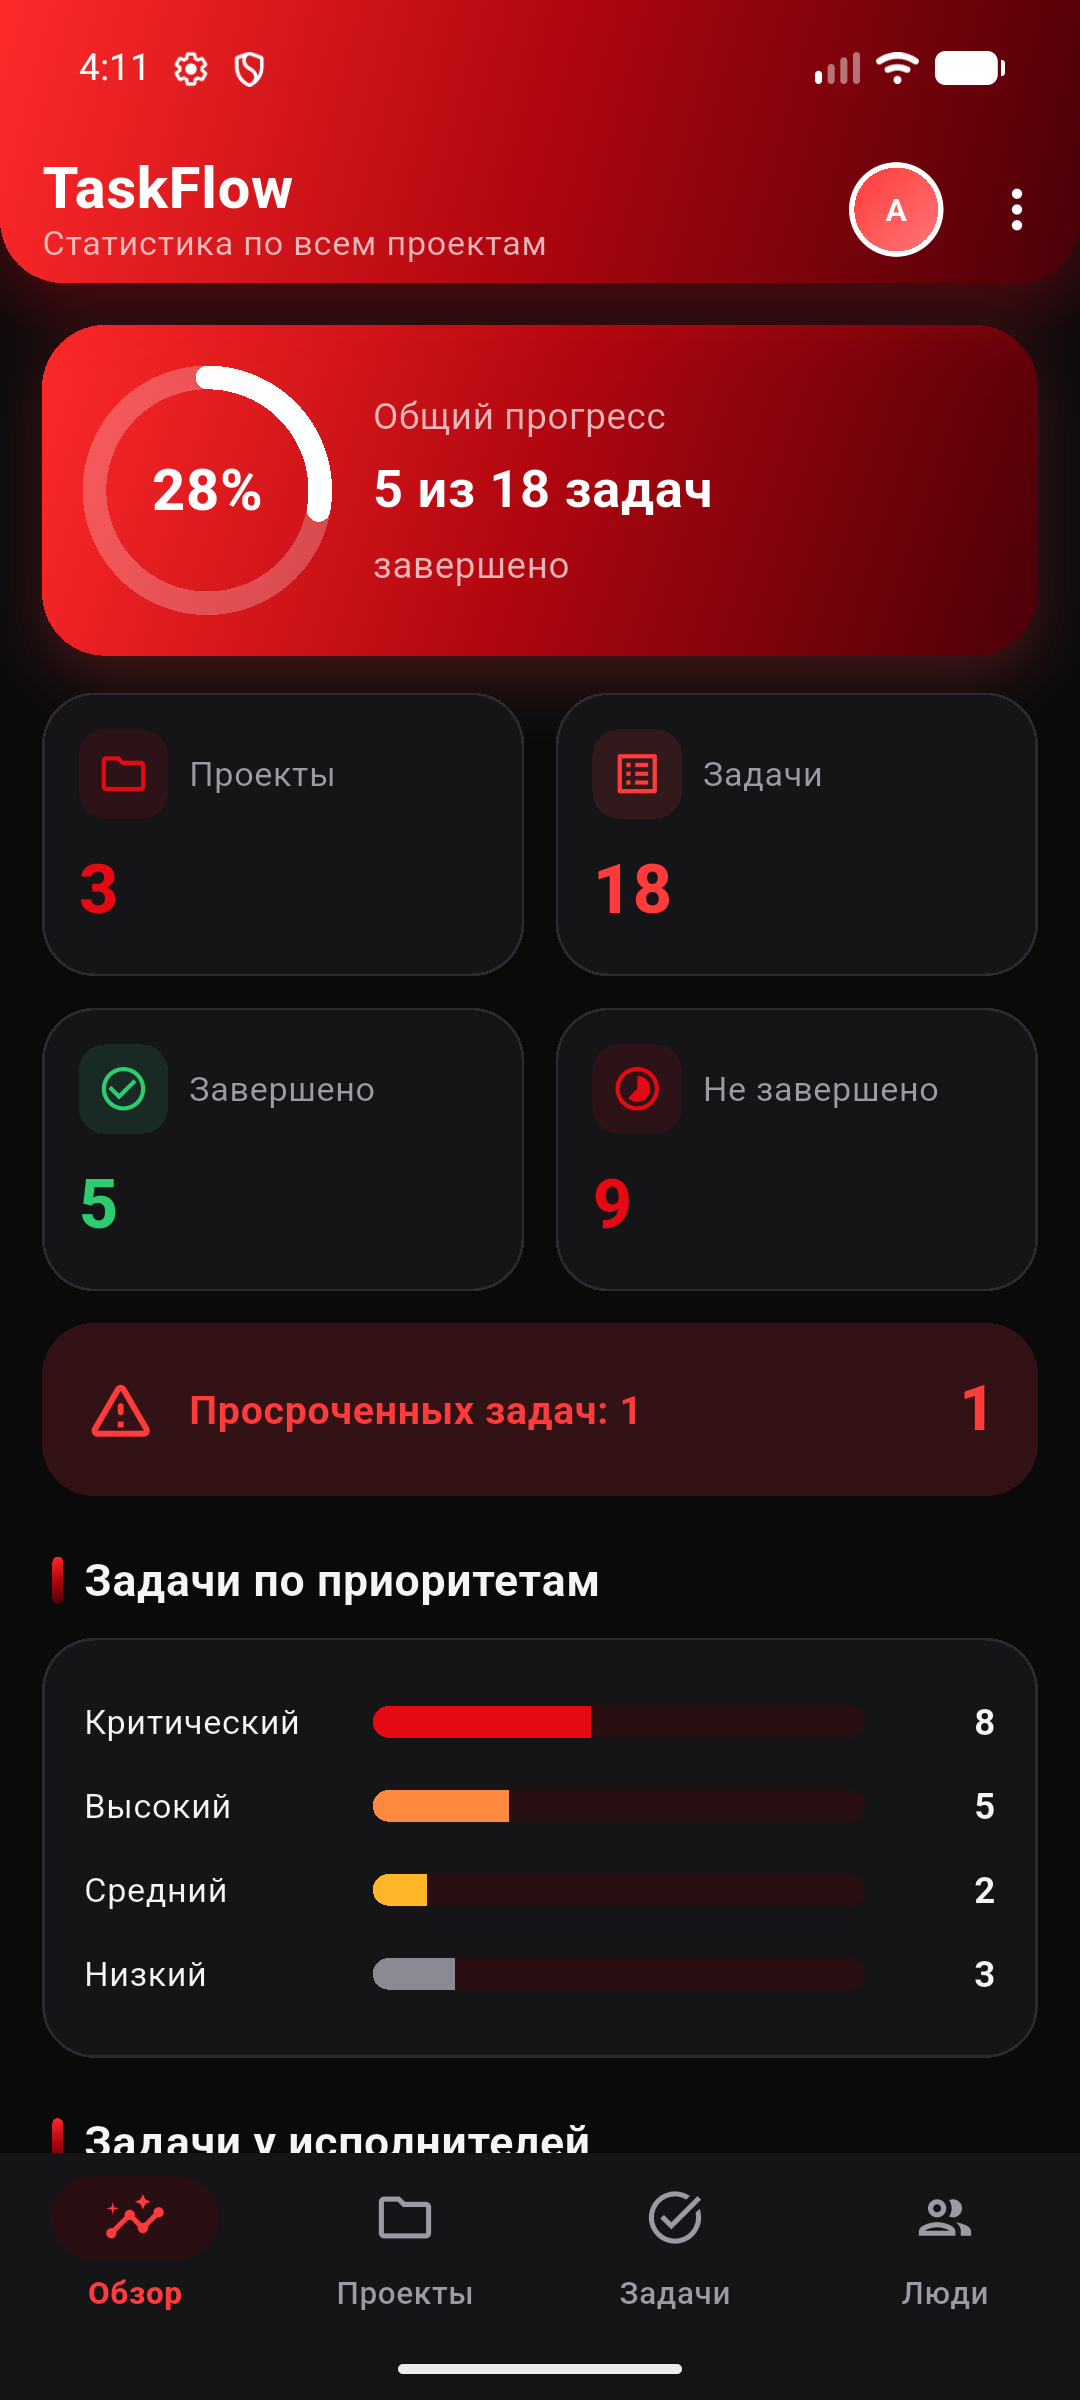 4:11
TaskFlow
Статистика по всем проектам
A
28%
Общий прогресс
5 из 18 задач
завершено
Проекты
3
Задачи
18
Завершено
5
Не завершено
9
Просроченных задач: 1
1
Задачи по приоритетам
Критический 8
Высокий 5
Средний 2
Низкий 3
Задачи у исполнителей
Обзор
Проекты
Задачи
Люди